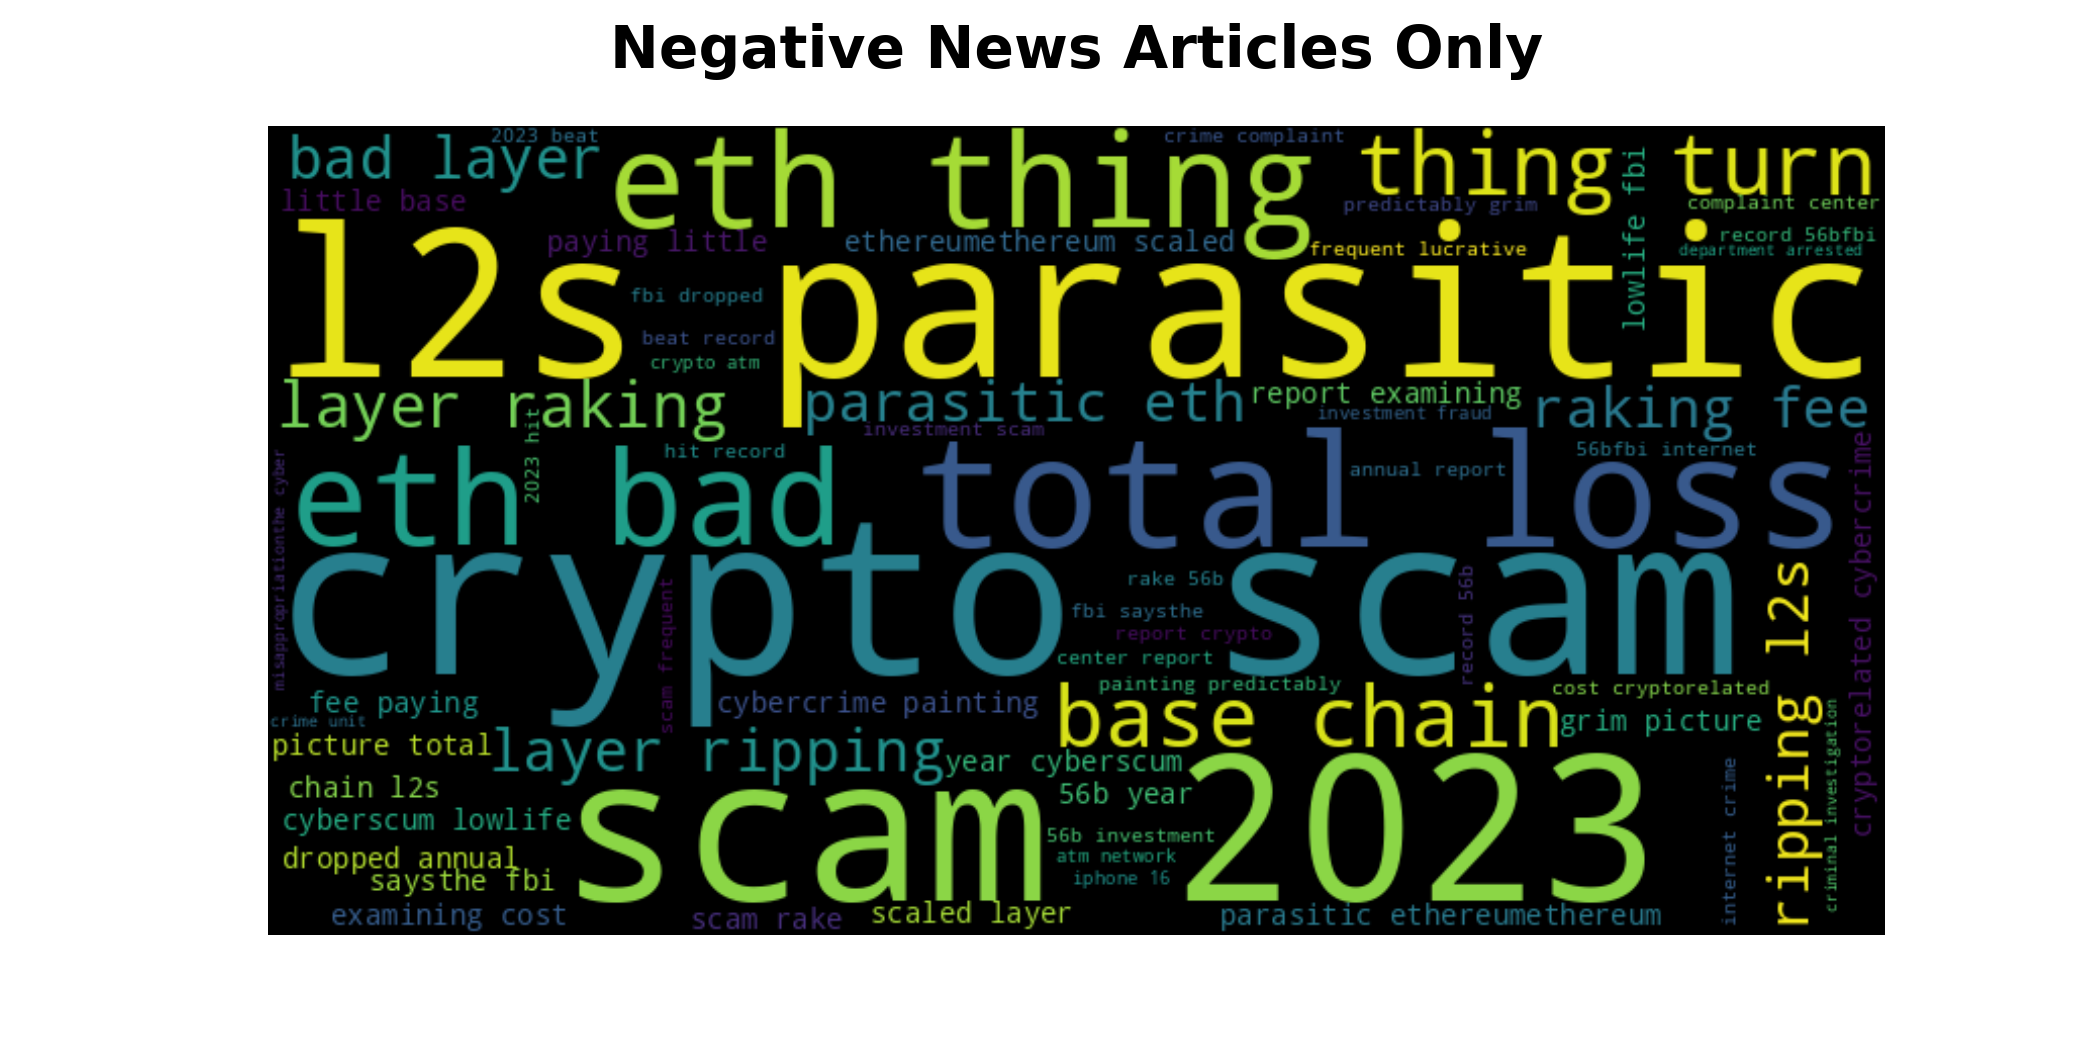 Negative News Articles Only
2023 beat
bad layer
eth thing
crime complaint
thing turn
lowlife fbi
little base
predictably grim
complaint center
paying little
ethereumethereum scaled
frequent lucrative
record 56bfbi
department arrested
l2s parasitic
fbi dropped
beat record
crypto atm
layer raking
parasitic eth
report examining
raking fee
investment fraud
investment scam
2023 hit
hit record
56bfbi internet
eth bad
total loss
annual report
cryptorelated cybercrime
misappropriationthe cyber
crypto scam
rake 56b
record 56b
fbi saysthe
report crypto
scam frequent
center report
ripping l2s
painting predictably
cost cryptorelated
fee paying
cybercrime painting
base chain
grim picture
crime unit
picture total
layer ripping
year cyberscum
criminal investigation
chain l2s
56b year
internet crime
scam 2023
cyberscum lowlife
56b investment
dropped annual
atm network
saysthe fbi
iphone 16
examining cost
scam rake
scaled layer
parasitic ethereumethereum